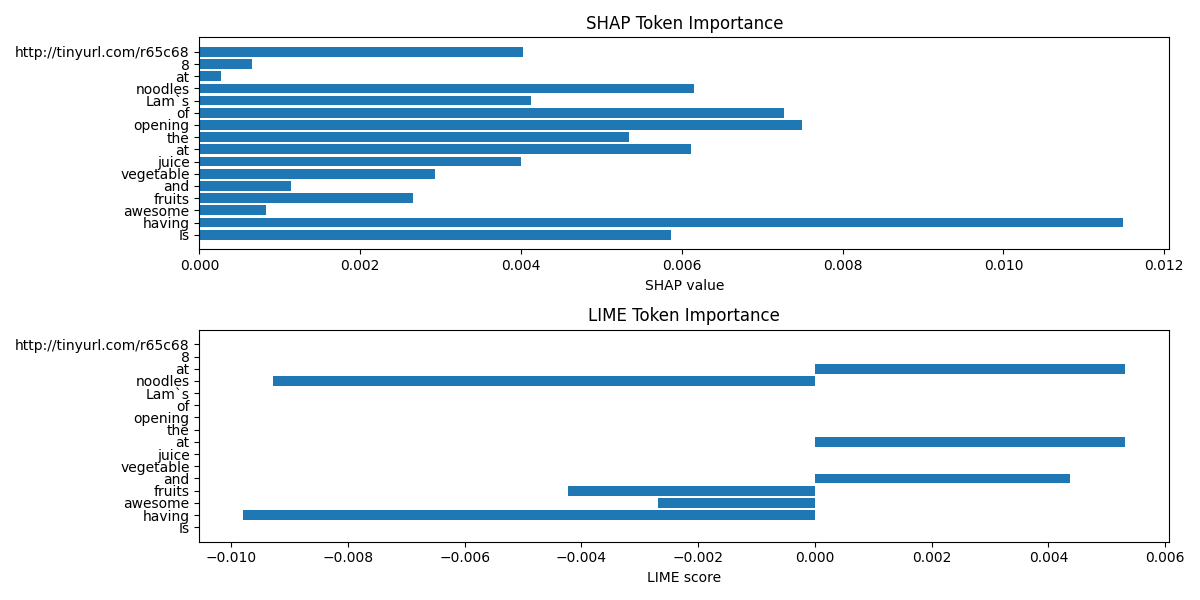 SHAP Token Importance
http://tinyurl.com/r65c68
8
at
noodles
Lam`s
of
opening
the
at
juice
vegetable
and
fruits
awesome
having
Is
0.000 0.002 0.004 0.006 0.008 0.010 0.012
SHAP value
LIME Token Importance
http://tinyurl.com/r65c68
8
at
noodles
Lam`s
of
opening
the
at
juice
vegetable
and
fruits
awesome
having
Is
−0.010 −0.008 −0.006 −0.004 −0.002 0.000 0.002 0.004 0.006
LIME score